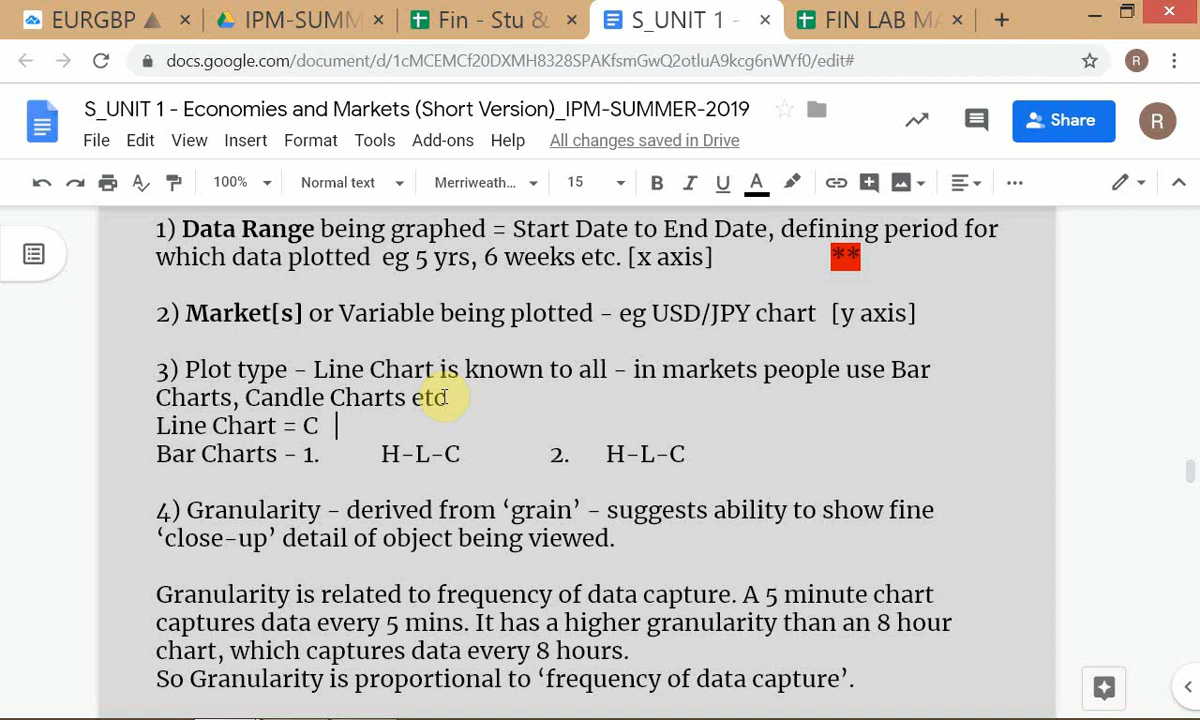 EURGBP
IPM-SUMM
Fin - Stu &
S_UNIT 1 -
FIN LAB MA
docs.google.com/document/d/1cMCEMCf20DXMH8328SPAKfsmGwQ2otluA9kcg6nWYf0/edit#
R
S_UNIT 1 - Economies and Markets (Short Version)_IPM-SUMMER-2019
Share
R
File Edit View Insert Format Tools Add-ons Help All changes saved in Drive
100% Normal text Merriweath... 15 B I U A
1) Data Range being graphed = Start Date to End Date, defining period for
which data plotted eg 5 yrs, 6 weeks etc. [x axis] **
2) Market[s] or Variable being plotted - eg USD/JPY chart [y axis]
3) Plot type - Line Chart is known to all - in markets people use Bar
Charts, Candle Charts etc
Line Chart = C
Bar Charts - 1. H-L-C 2. H-L-C
4) Granularity - derived from ‘grain’ - suggests ability to show fine
‘close-up’ detail of object being viewed.
Granularity is related to frequency of data capture. A 5 minute chart
captures data every 5 mins. It has a higher granularity than an 8 hour
chart, which captures data every 8 hours.
So Granularity is proportional to ‘frequency of data capture’.